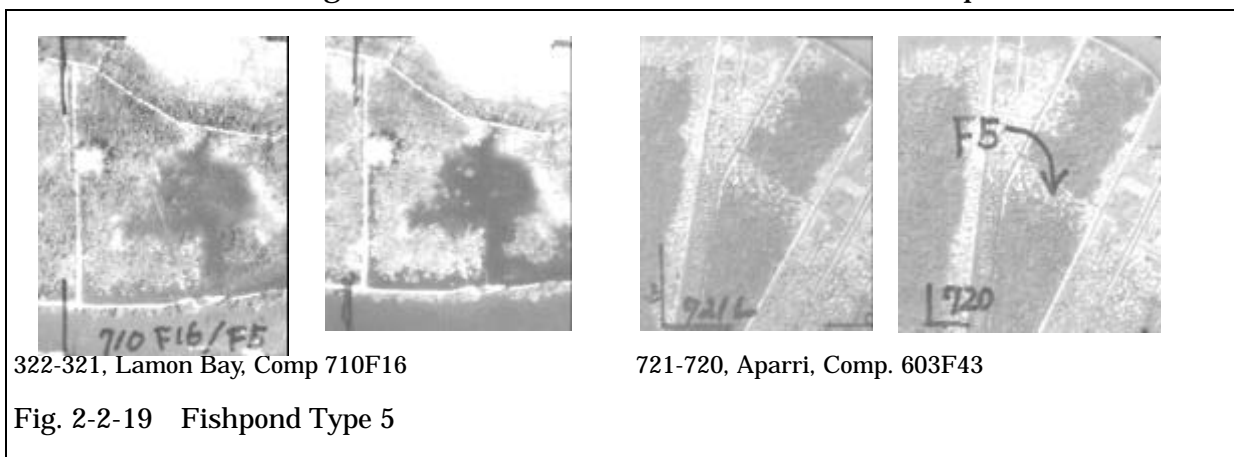 710 F16/F5
F5
720
322-321, Lamon Bay, Comp 710F16
721-720, Aparri, Comp. 603F43
Fig. 2-2-19 Fishpond Type 5